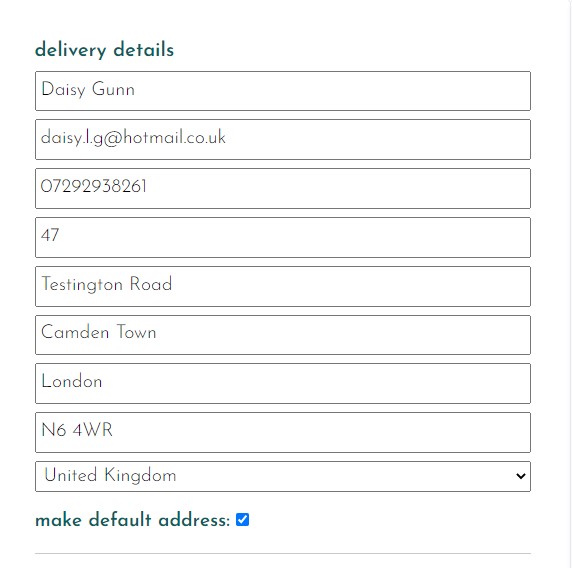 delivery details
Daisy Gunn
daisy.l.g@hotmail.co.uk
07292938261
47
Testington Road
Camden Town
London
N6 4WR
United Kingdom
make default address: